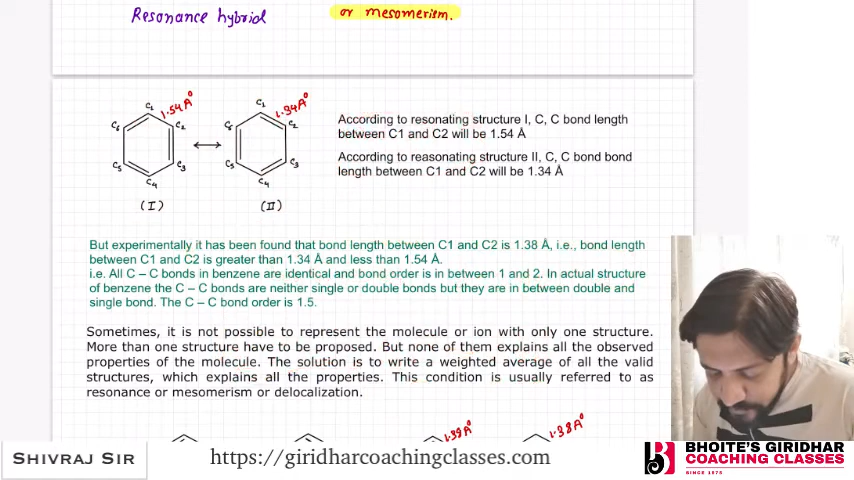 Resonance hybrid
or mesomerism.
C₁ 1.54A° C₁ 1.34A°
C₆ C₂ C₆ C₂
According to resonating structure I, C, C bond length
between C1 and C2 will be 1.54 Å
According to reasonating structure II, C, C bond bond
length between C1 and C2 will be 1.34 Å
C₅ C₃ C₅ C₃
C₄ C₄
(I) (II)
But experimentally it has been found that bond length between C1 and C2 is 1.38 Å, i.e., bond length
between C1 and C2 is greater than 1.34 Å and less than 1.54 Å.
i.e. All C – C bonds in benzene are identical and bond order is in between 1 and 2. In actual structure
of benzene the C – C bonds are neither single or double bonds but they are in between double and
single bond. The C – C bond order is 1.5.
Sometimes, it is not possible to represent the molecule or ion with only one structure.
More than one structure have to be proposed. But none of them explains all the observed
properties of the molecule. The solution is to write a weighted average of all the valid
structures, which explains all the properties. This condition is usually referred to as
resonance or mesomerism or delocalization.
1.39A° 1.38A°
SHIVRAJ SIR
https://giridharcoachingclasses.com
BHOITE'S GIRIDHAR
COACHING CLASSES
SINCE 1975